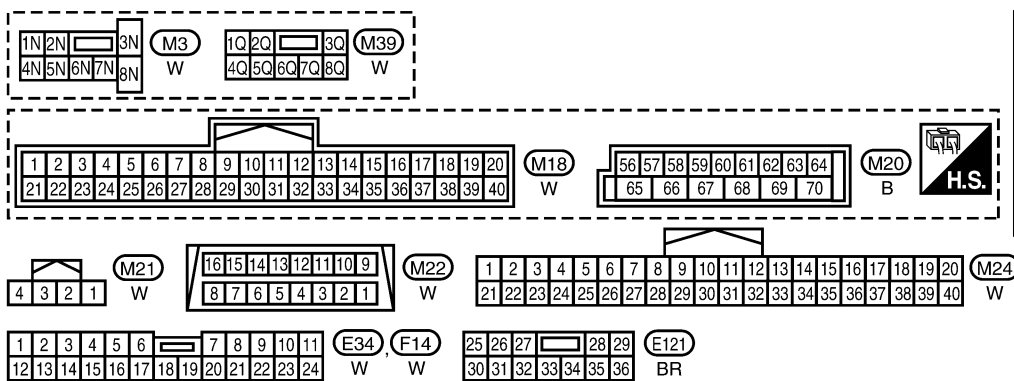 1N 2N 3N M3 1Q 2Q 3Q M39
4N 5N 6N 7N 8N W 4Q 5Q 6Q 7Q 8Q W
1 2 3 4 5 6 7 8 9 10 11 12 13 14 15 16 17 18 19 20 M18 56 57 58 59 60 61 62 63 64 M20
21 22 23 24 25 26 27 28 29 30 31 32 33 34 35 36 37 38 39 40 W 65 66 67 68 69 70 B H.S.
M21 16 15 14 13 12 11 10 9 M22 1 2 3 4 5 6 7 8 9 10 11 12 13 14 15 16 17 18 19 20 M24
4 3 2 1 W 8 7 6 5 4 3 2 1 W 21 22 23 24 25 26 27 28 29 30 31 32 33 34 35 36 37 38 39 40 W
1 2 3 4 5 6 7 8 9 10 11 E34 , F14 25 26 27 28 29 E121
12 13 14 15 16 17 18 19 20 21 22 23 24 W W 30 31 32 33 34 35 36 BR